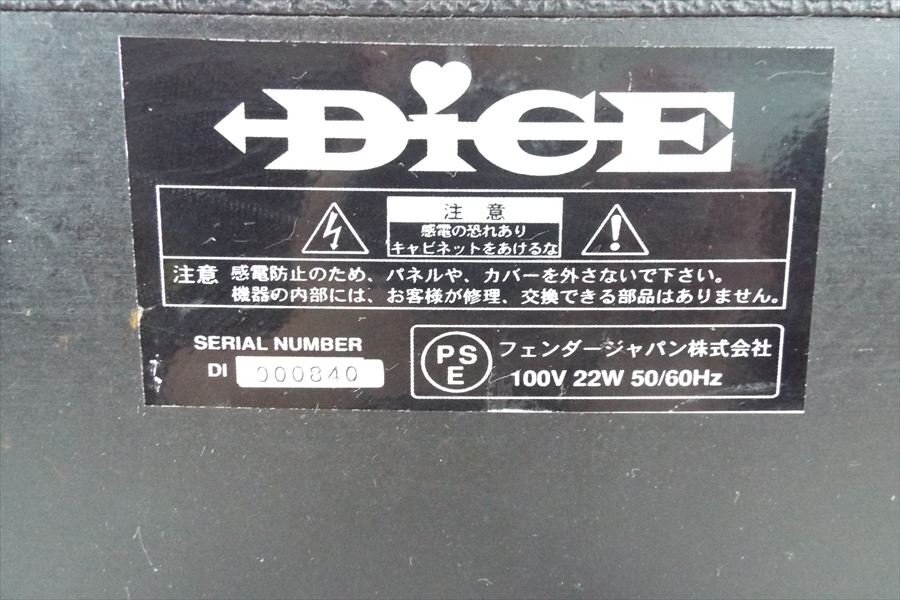 DiCE
注意
感電の恐れあり
キャビネットをあけるな
注意 感電防止のため、パネルや、カバーを外さないで下さい。
機器の内部には、お客様が修理、交換できる部品はありません。
SERIAL NUMBER
DI 000840
PSE フェンダージャパン株式会社
100V 22W 50/60Hz